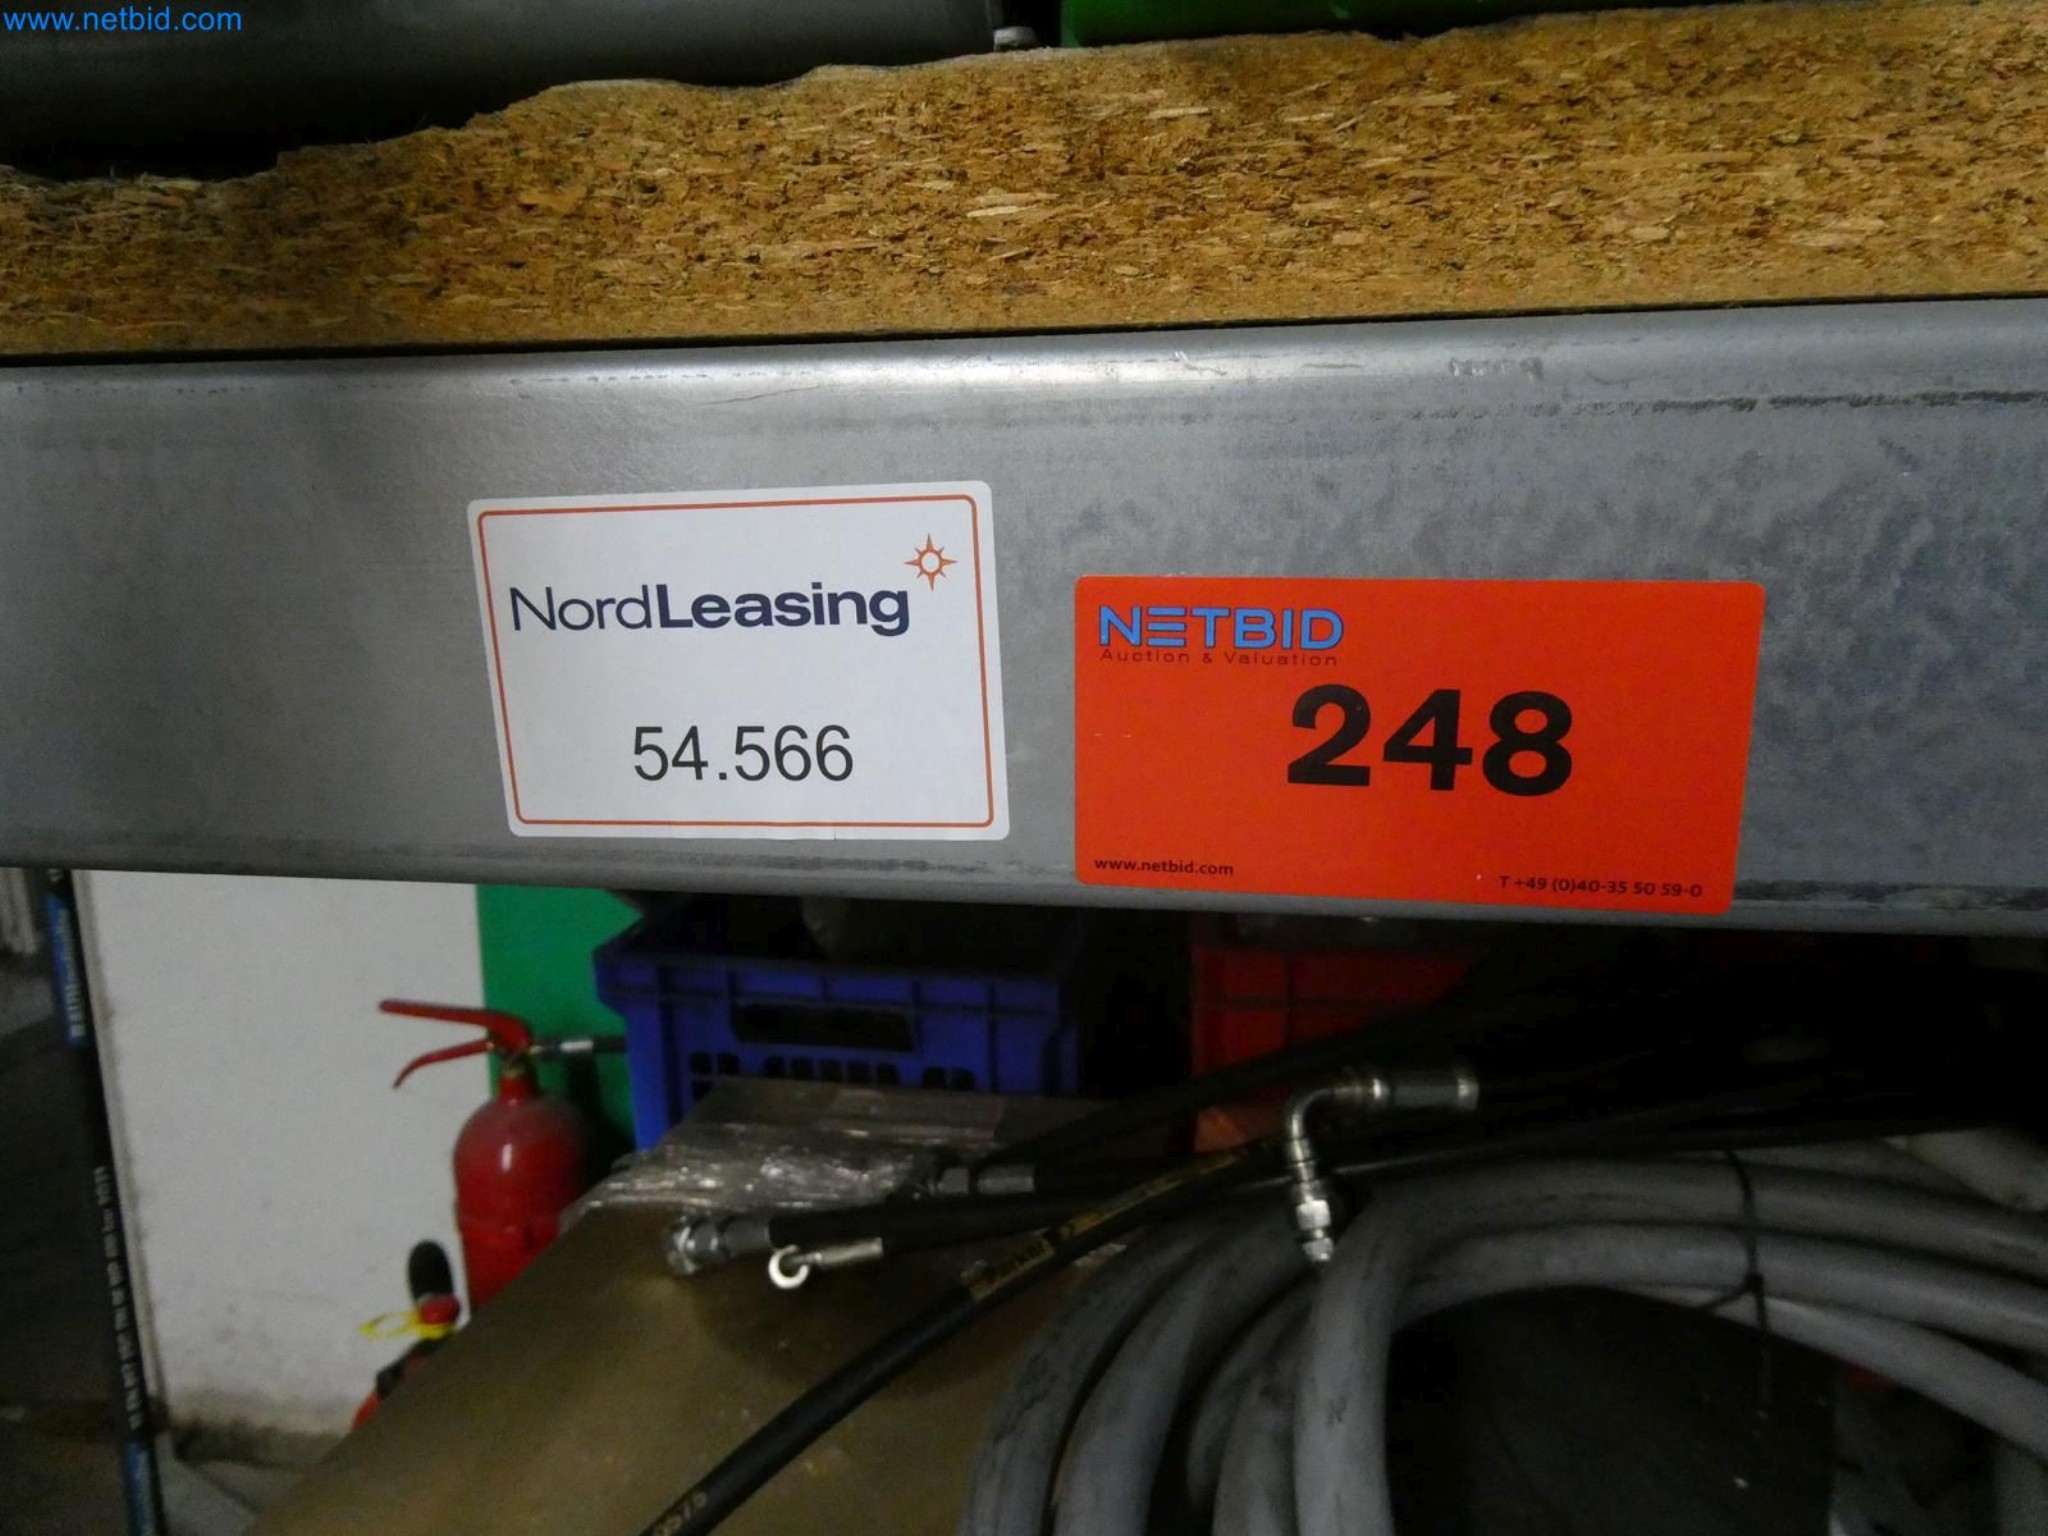 www.netbid.com
NordLeasing
54.566
NETBID
Auction & Valuation
248
www.netbid.com
T +49 (0)40-35 50 59-0